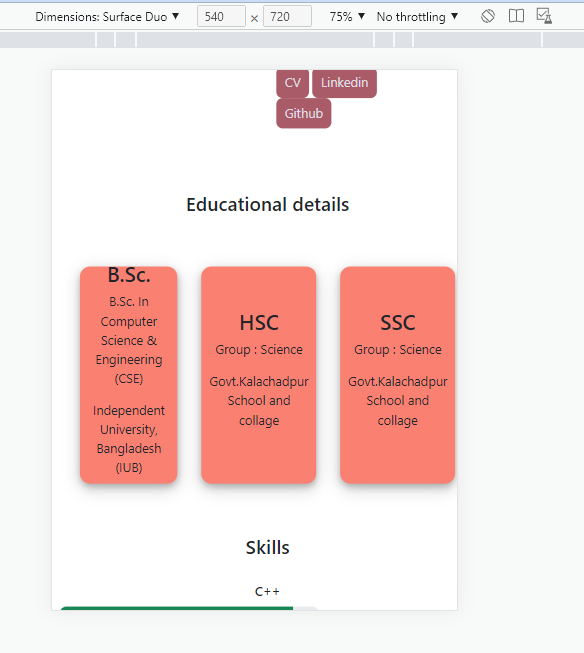 Dimensions: Surface Duo ▼ 540 × 720 75% ▼ No throttling ▼
CV Linkedin
Github
Educational details
B.Sc.
B.Sc. In
Computer
Science &
Engineering
(CSE)
Independent
University,
Bangladesh
(IUB)
HSC
Group : Science
Govt.Kalachadpur
School and
collage
SSC
Group : Science
Govt.Kalachadpur
School and
collage
Skills
C++